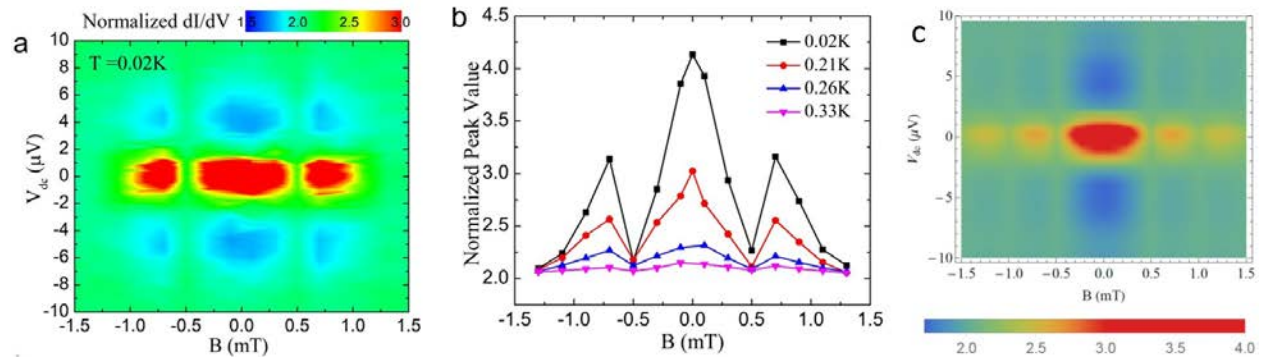 a
Normalized dI/dV
1.5 2.0 2.5 3.0
T =0.02K
10
8
6
4
2
0
-2
-4
-6
-8
-10
V_dc (μV)
-1.5 -1.0 -0.5 0.0 0.5 1.0 1.5
B (mT)
b
4.5
4.0
3.5
3.0
2.5
2.0
Normalized Peak Value
0.02K
0.21K
0.26K
0.33K
-1.5 -1.0 -0.5 0.0 0.5 1.0 1.5
B (mT)
c
10
5
0
−5
−10
V_dc (μV)
−1.5 −1.0 −0.5 0.0 0.5 1.0 1.5
B (mT)
2.0 2.5 3.0 3.5 4.0